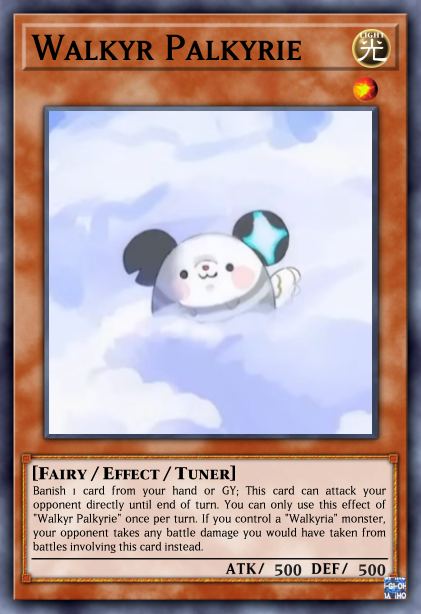 Walkyr Palkyrie
LIGHT
光
[Fairy / Effect / Tuner]
Banish 1 card from your hand or GY; This card can attack your
opponent directly until end of turn. You can only use this effect of
"Walkyr Palkyrie" once per turn. If you control a "Walkyria" monster,
your opponent takes any battle damage you would have taken from
battles involving this card instead.
ATK/ 500 DEF/ 500